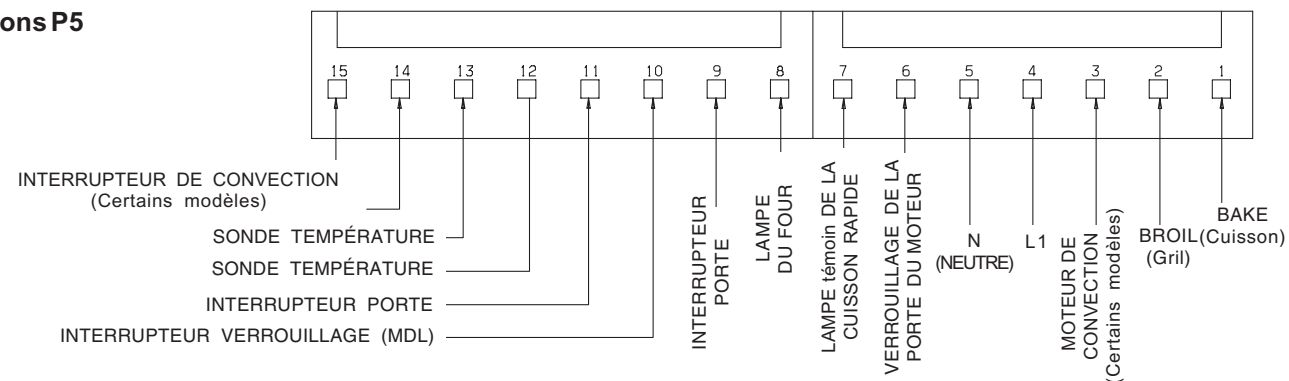 ons P5
15 14 13 12 11 10 9 8 7 6 5 4 3 2 1
INTERRUPTEUR DE CONVECTION
(Certains modèles)
SONDE TEMPÉRATURE
SONDE TEMPÉRATURE
INTERRUPTEUR PORTE
INTERRUPTEUR VERROUILLAGE (MDL)
INTERRUPTEUR
PORTE
LAMPE
DU FOUR
LAMPE témoin DE LA
CUISSON RAPIDE
VERROUILLAGE DE LA
PORTE DU MOTEUR
N
(NEUTRE)
L1
MOTEUR DE
CONVECTION
(Certains modèles)
BROIL
(Gril)
BAKE
(Cuisson)